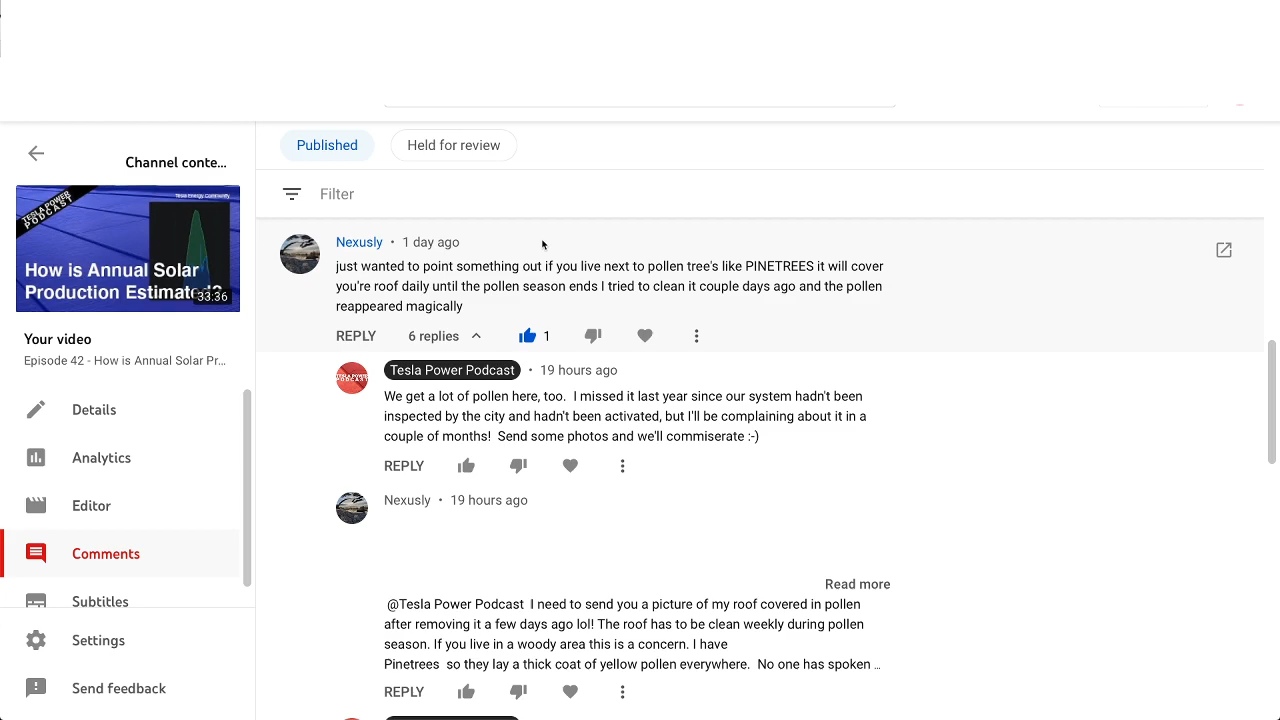 Published
Held for review
Channel conte...
Filter
TESLA POWER
PODCAST
Tesla Energy Community
How is Annual Solar
Production Estimated?
33:36
Your video
Episode 42 - How is Annual Solar Pr...
Details
Analytics
Editor
Comments
Subtitles
Settings
Send feedback
Nexusly • 1 day ago
just wanted to point something out if you live next to pollen tree's like PINETREES it will cover
you're roof daily until the pollen season ends I tried to clean it couple days ago and the pollen
reappeared magically
REPLY 6 replies 1
TESLA POWER
PODCAST
Tesla Power Podcast • 19 hours ago
We get a lot of pollen here, too. I missed it last year since our system hadn't been
inspected by the city and hadn't been activated, but I'll be complaining about it in a
couple of months! Send some photos and we'll commiserate :-)
REPLY
Nexusly • 19 hours ago
Read more
@Tesla Power Podcast I need to send you a picture of my roof covered in pollen
after removing it a few days ago lol! The roof has to be clean weekly during pollen
season. If you live in a woody area this is a concern. I have
Pinetrees so they lay a thick coat of yellow pollen everywhere. No one has spoken ...
REPLY